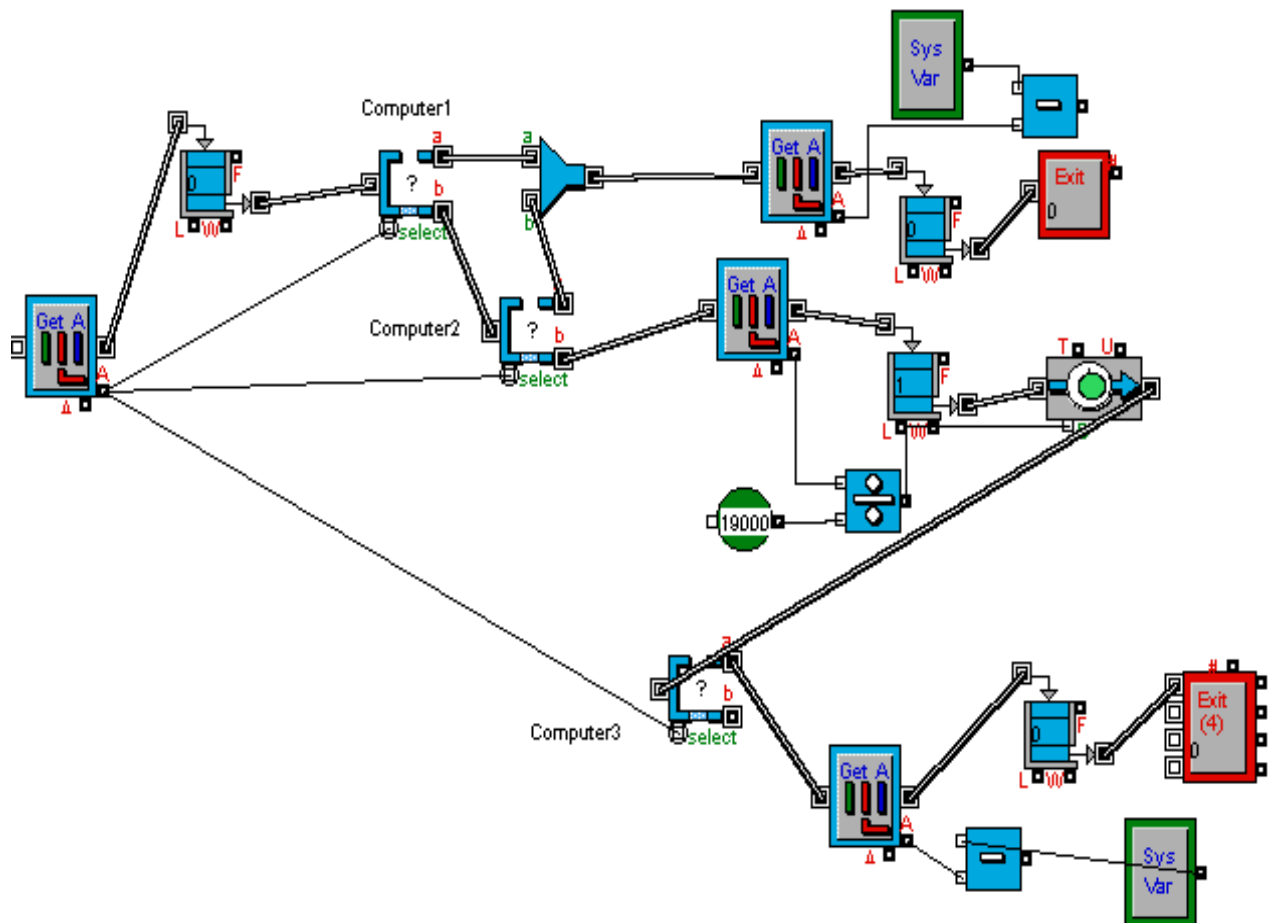 Sys
Var
Computer1
a
a
Get A
F
?
b
A
Exit
0
0
L W
select
b
Δ
0
F
L W
Get A
Computer2
?
b
Get A
A
Δ
select
A
Δ
T U
1
F
L W
19000
a
?
b
Computer3
select
#
Exit
(4)
0
0
F
L W
Get A
A
Δ
Sys
Var